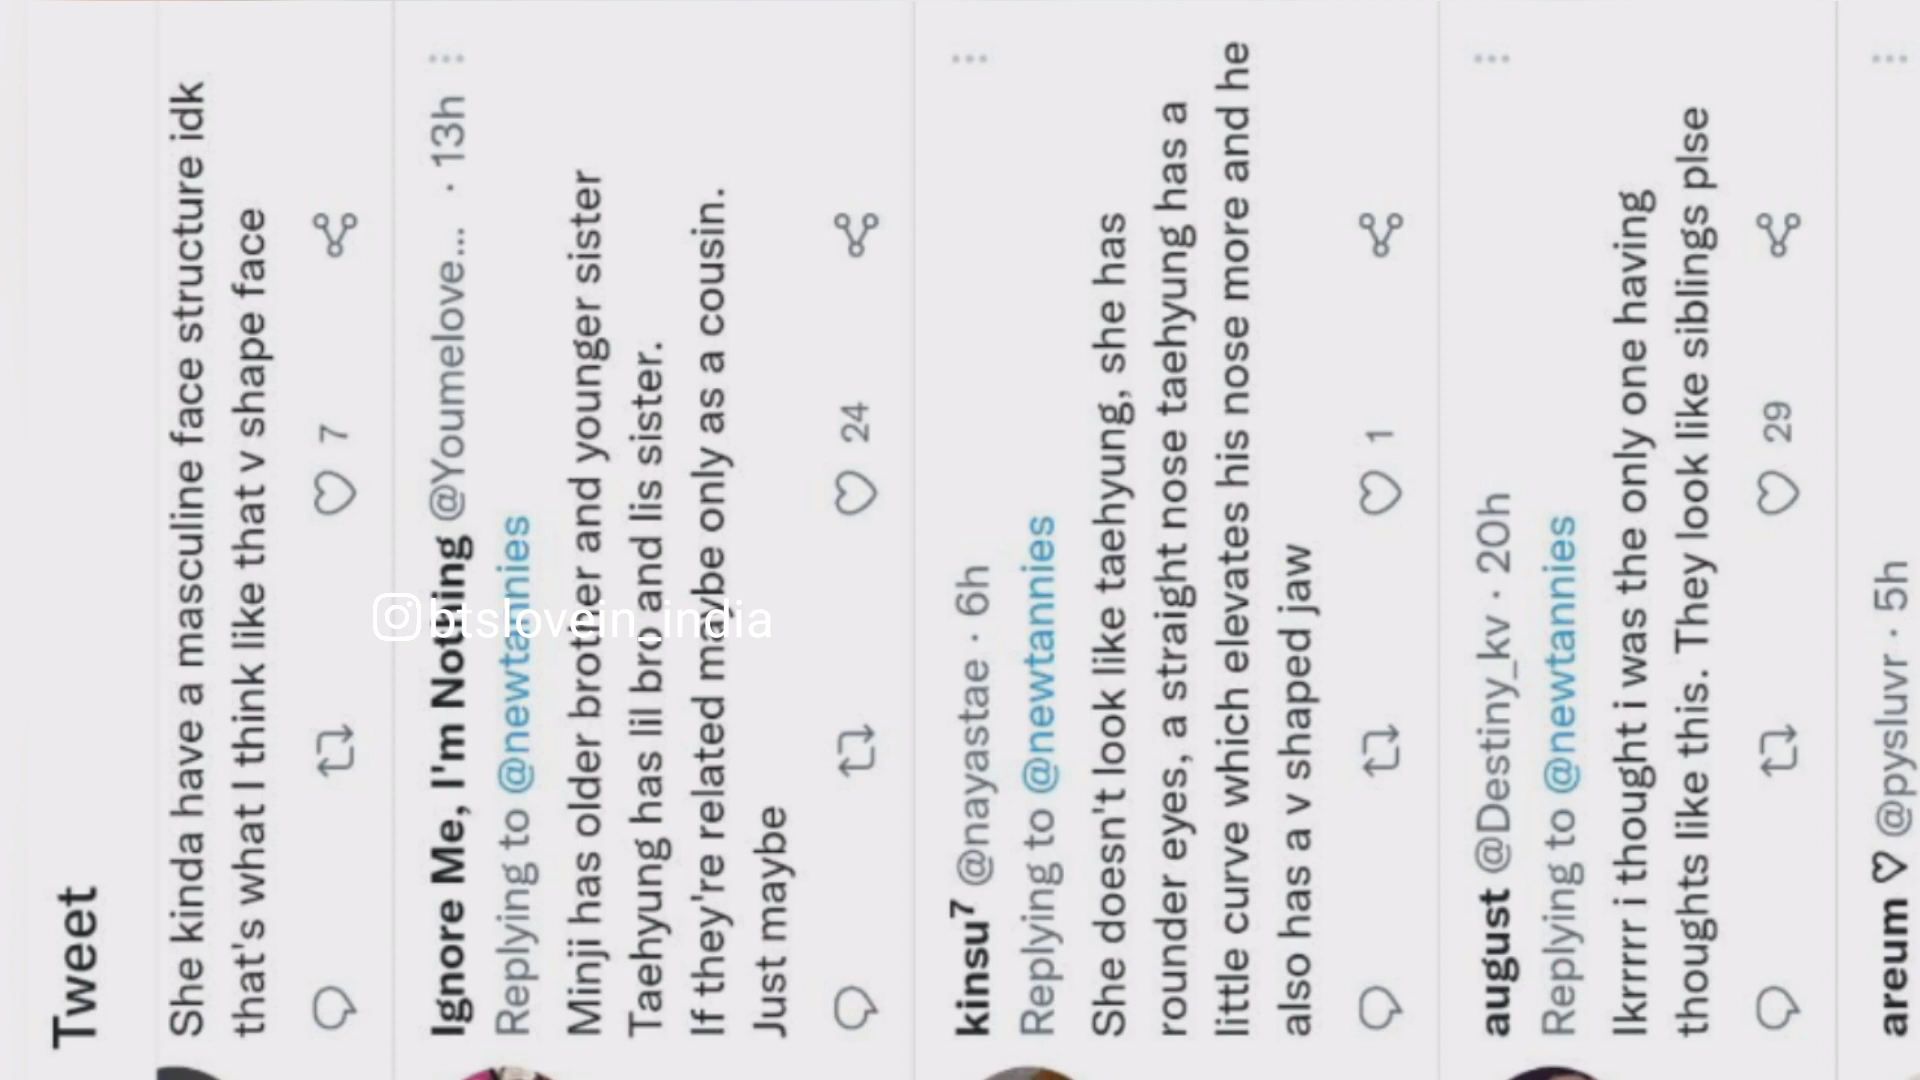 Tweet
She kinda have a masculine face structure idk
that's what I think like that v shape face
7
Ignore Me, I'm Nothing @Youmelove... · 13h
Replying to @newtannies
Minji has older brother and younger sister
Taehyung has lil bro and lis sister.
If they're related maybe only as a cousin.
Just maybe
24
btslovein_india
kinsu⁷ @nayastae · 6h
Replying to @newtannies
She doesn't look like taehyung, she has
rounder eyes, a straight nose taehyung has a
little curve which elevates his nose more and he
also has a v shaped jaw
1
august @Destiny_kv · 20h
Replying to @newtannies
Ikrrrrr i thought i was the only one having
thoughts like this. They look like siblings plse
29
areum ♡ @pysluvr · 5h